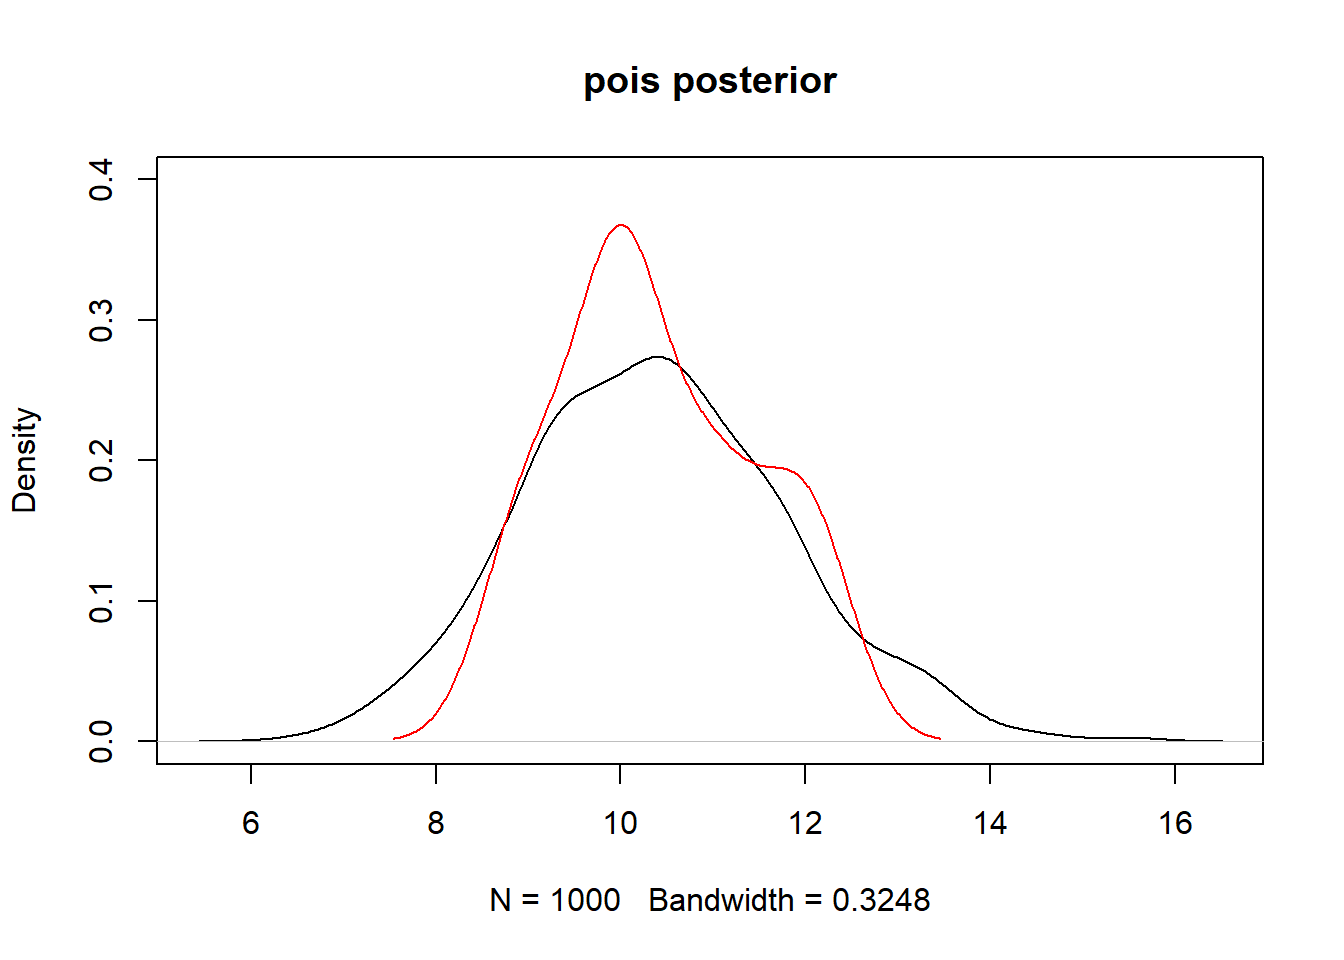 pois posterior
Density
0.4
0.3
0.2
0.1
0.0
6 8 10 12 14 16
N = 1000 Bandwidth = 0.3248